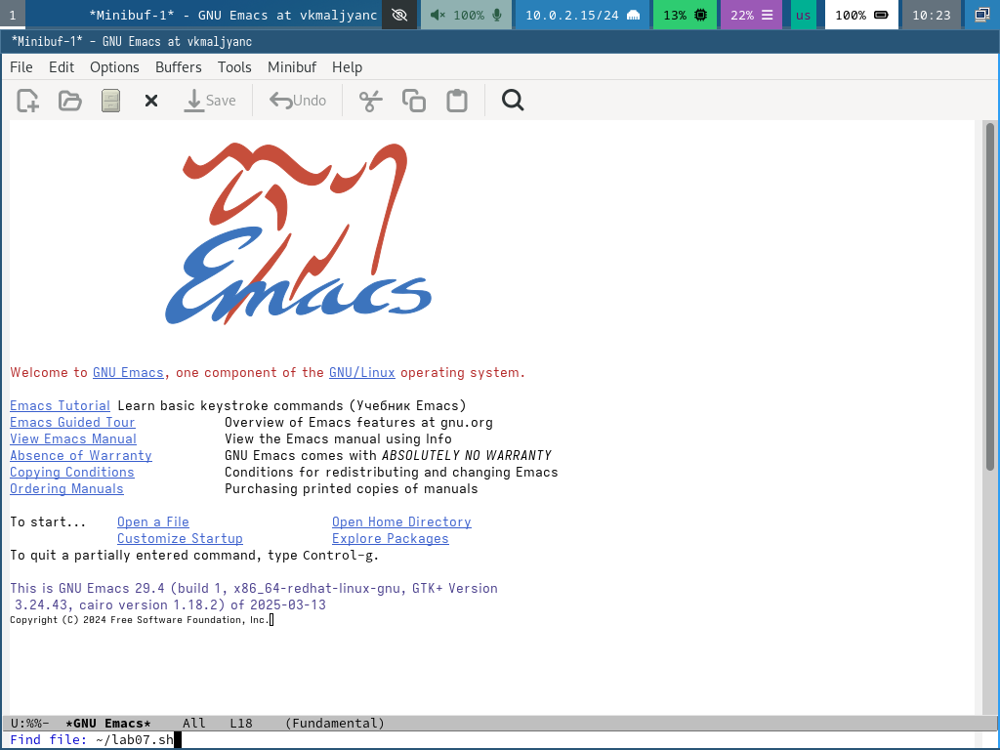 1 *Minibuf-1* - GNU Emacs at vkmaljyanc 100% 10.0.2.15/24 13% 22% us 100% 10:23
*Minibuf-1* - GNU Emacs at vkmaljyanc
File Edit Options Buffers Tools Minibuf Help
Save Undo
Emacs
Welcome to GNU Emacs, one component of the GNU/Linux operating system.
Emacs Tutorial Learn basic keystroke commands (Учебник Emacs)
Emacs Guided Tour Overview of Emacs features at gnu.org
View Emacs Manual View the Emacs manual using Info
Absence of Warranty GNU Emacs comes with ABSOLUTELY NO WARRANTY
Copying Conditions Conditions for redistributing and changing Emacs
Ordering Manuals Purchasing printed copies of manuals
To start... Open a File Open Home Directory
Customize Startup Explore Packages
To quit a partially entered command, type Control-g.
This is GNU Emacs 29.4 (build 1, x86_64-redhat-linux-gnu, GTK+ Version
3.24.43, cairo version 1.18.2) of 2025-03-13
Copyright (C) 2024 Free Software Foundation, Inc.
U:%%- *GNU Emacs* All L18 (Fundamental)
Find file: ~/lab07.sh